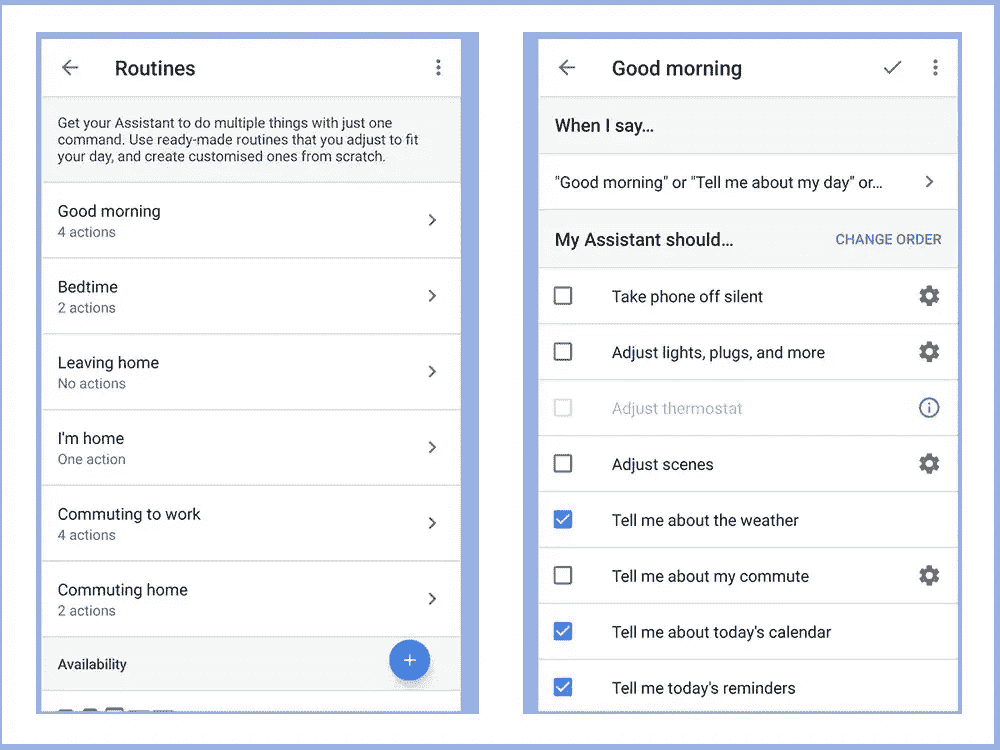 Routines
Get your Assistant to do multiple things with just one
command. Use ready-made routines that you adjust to fit
your day, and create customised ones from scratch.
Good morning
4 actions
Bedtime
2 actions
Leaving home
No actions
I'm home
One action
Commuting to work
4 actions
Commuting home
2 actions
Availability
Good morning
When I say...
"Good morning" or "Tell me about my day" or...
My Assistant should...
CHANGE ORDER
Take phone off silent
Adjust lights, plugs, and more
Adjust thermostat
Adjust scenes
Tell me about the weather
Tell me about my commute
Tell me about today's calendar
Tell me today's reminders